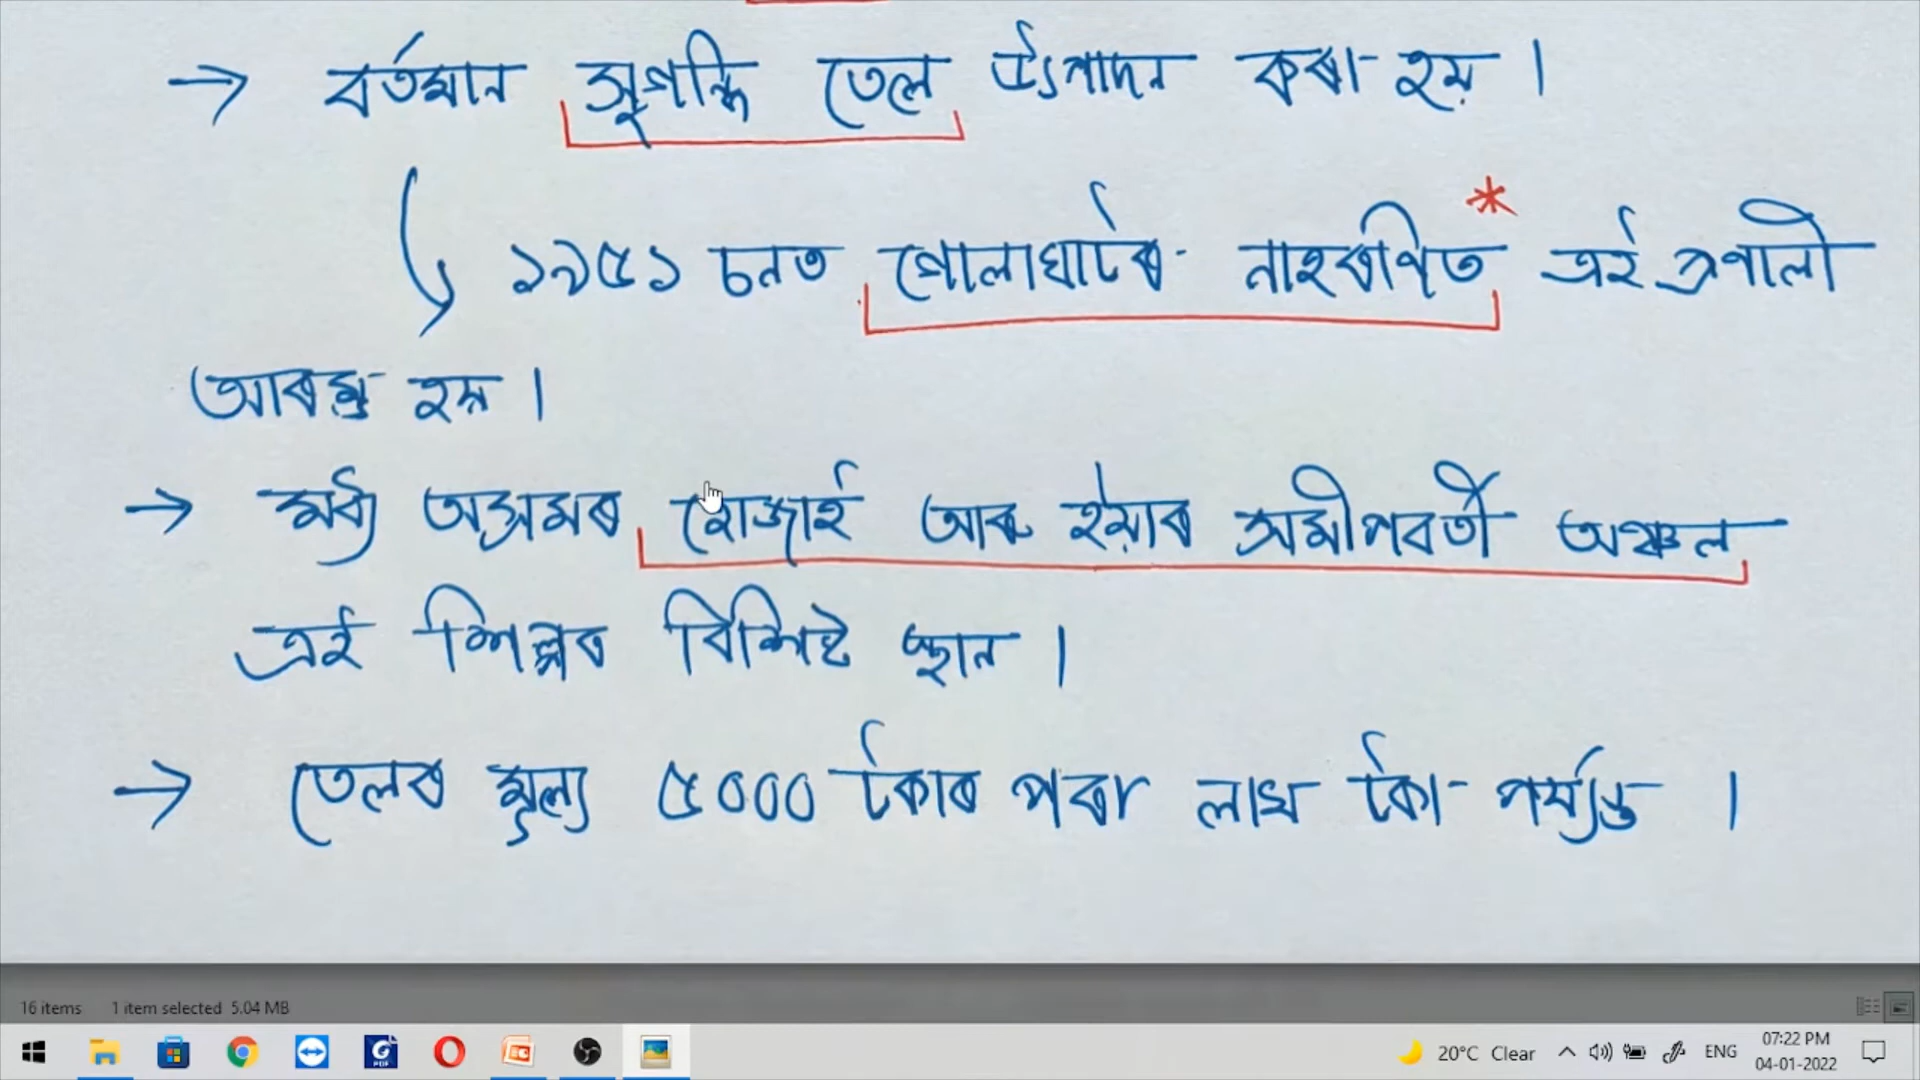 → বৰ্তমান সুগন্ধি তেল উৎপাদন কৰা হয় ।
১৯৫১ চনত গোলাঘাটৰ নাহৰণিত * এই প্ৰণালী
আৰম্ভ হয় ।
→ মধ্য অসমৰ হোজাই আৰু ইয়াৰ সমীপবৰ্তী অঞ্চল
এই শিল্পৰ বিশিষ্ট স্থান ।
→ তেলৰ মূল্য ৫000 টকাৰ পৰা লাখ টকা পৰ্য্যন্ত ।
16 items 1 item selected 5.04 MB
20°C Clear ENG 07:22 PM
04-01-2022